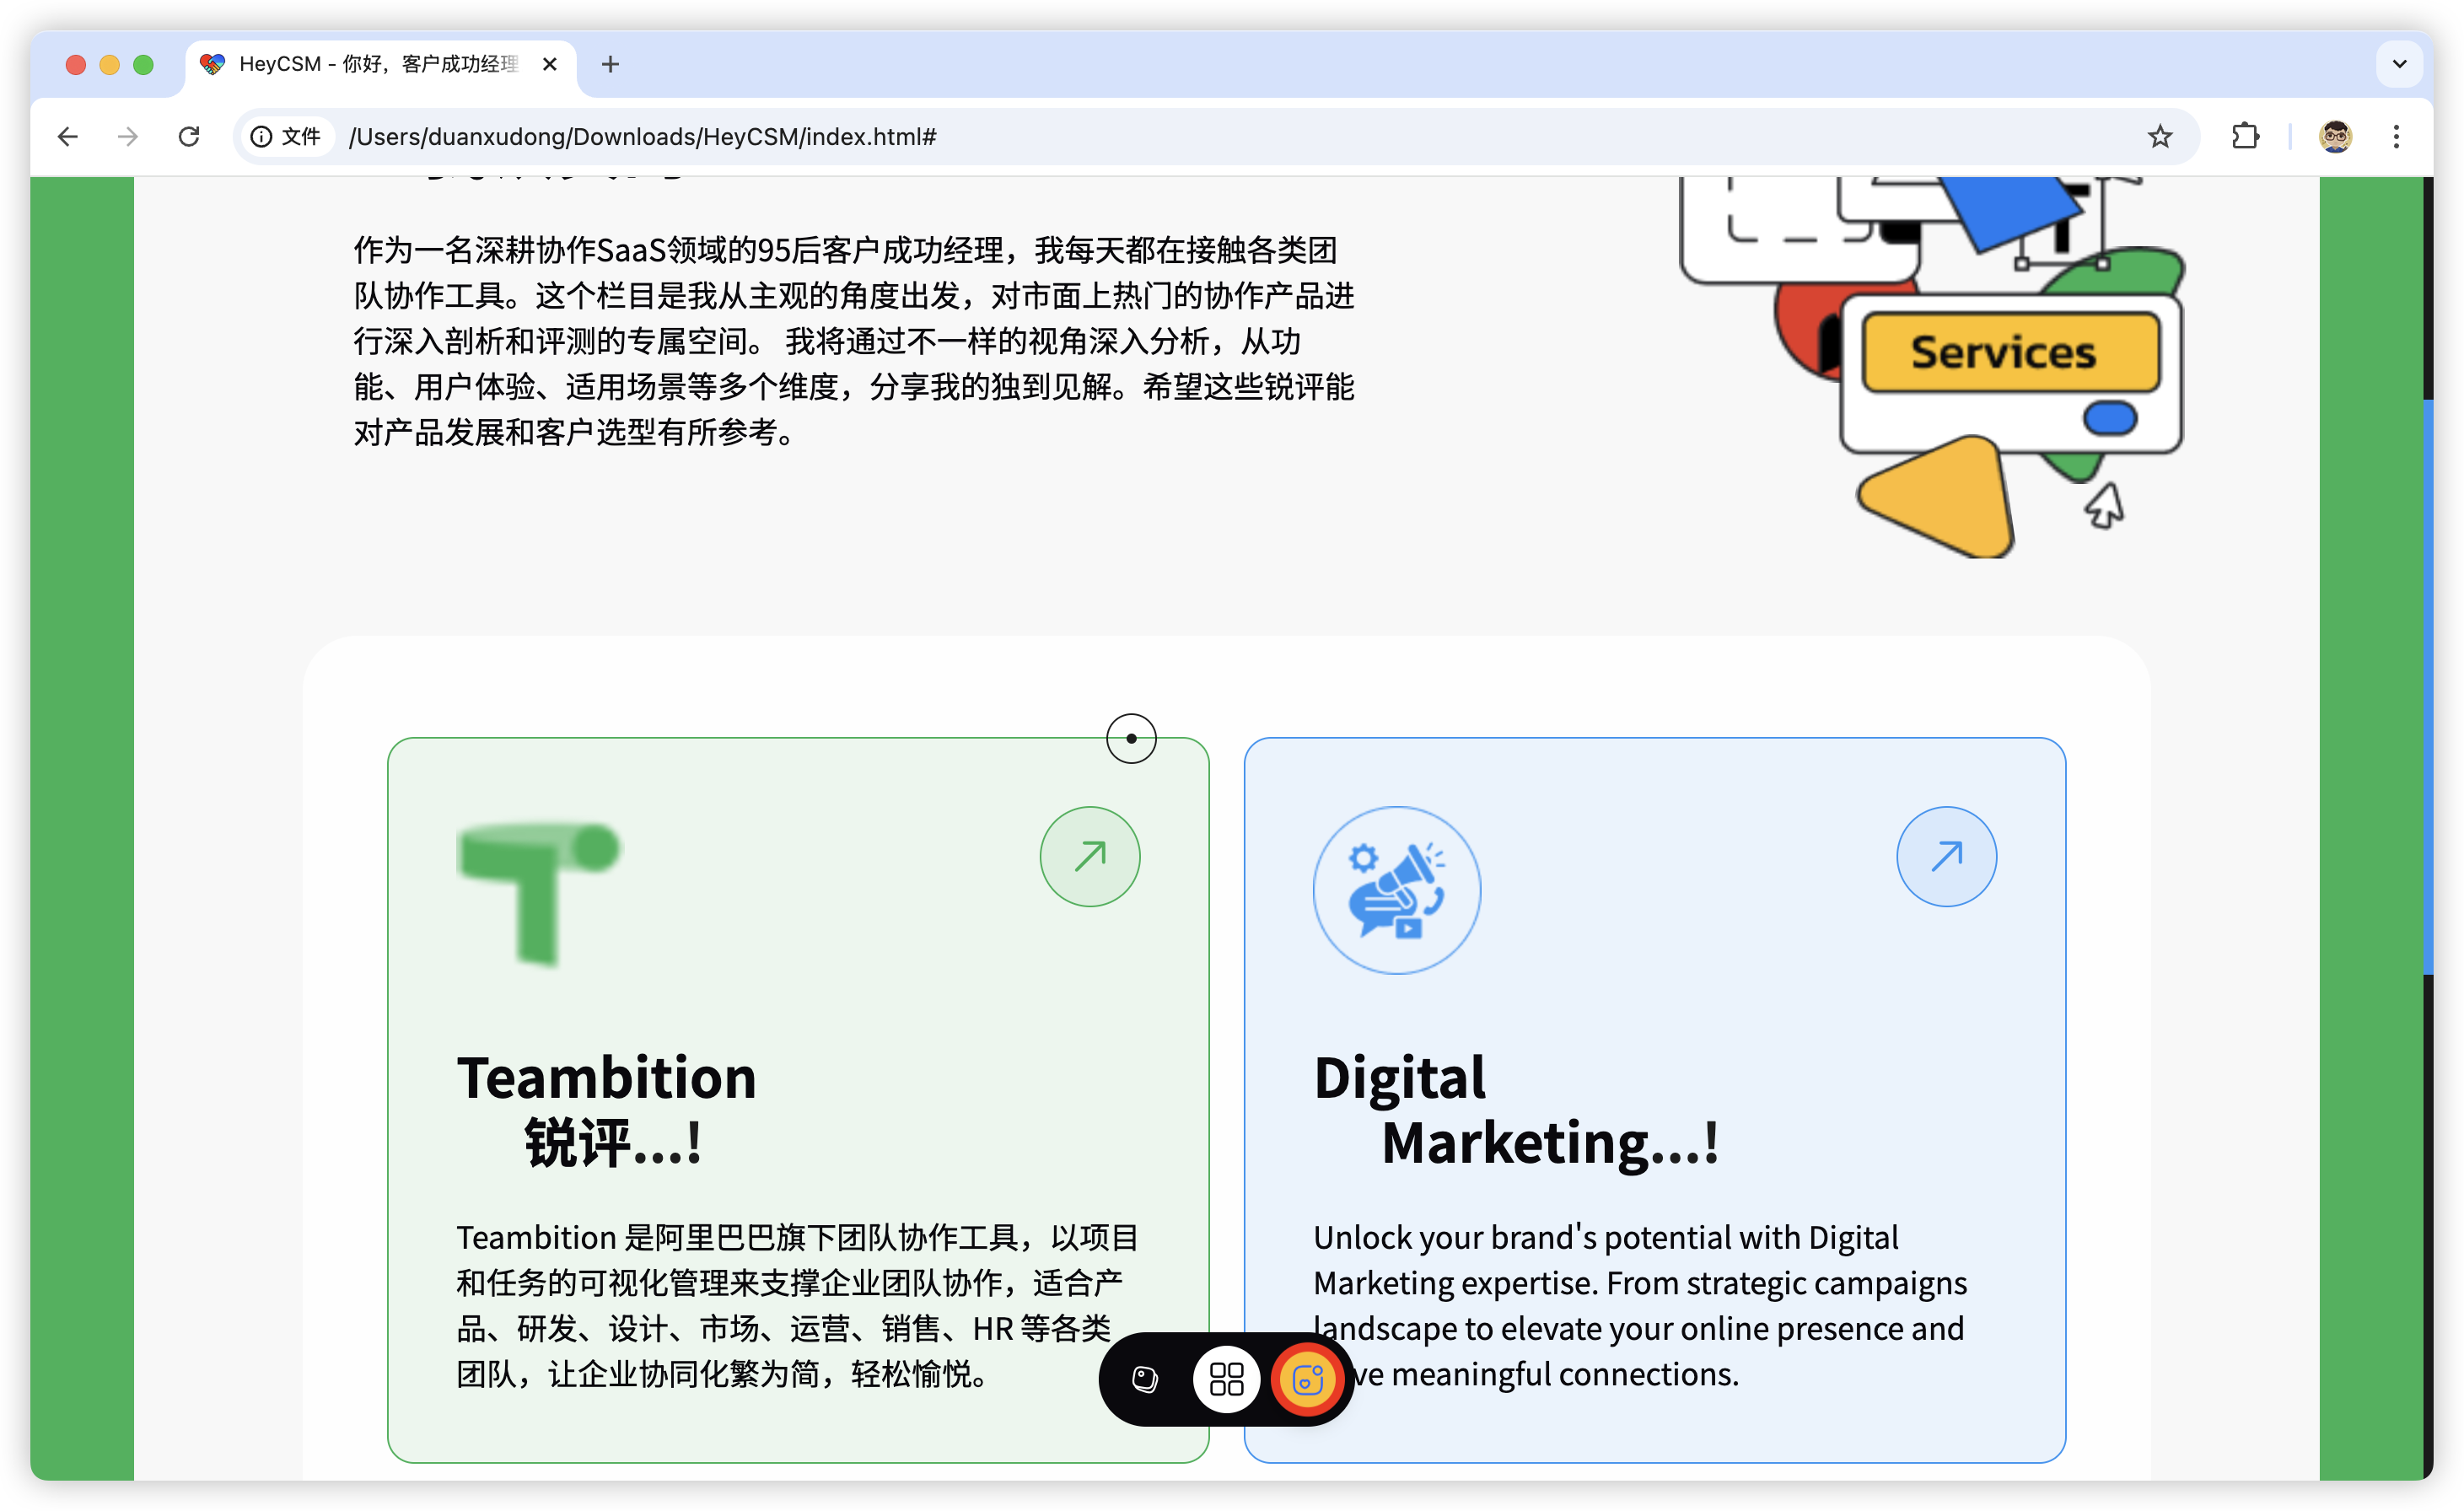 HeyCSM - 你好，客户成功经理
文件
/Users/duanxudong/Downloads/HeyCSM/index.html#
作为一名深耕协作SaaS领域的95后客户成功经理，我每天都在接触各类团
队协作工具。这个栏目是我从主观的角度出发，对市面上热门的协作产品进
行深入剖析和评测的专属空间。 我将通过不一样的视角深入分析，从功
能、用户体验、适用场景等多个维度，分享我的独到见解。希望这些锐评能
对产品发展和客户选型有所参考。
Services
Teambition
锐评...!
Teambition 是阿里巴巴旗下团队协作工具，以项目
和任务的可视化管理来支撑企业团队协作，适合产
品、研发、设计、市场、运营、销售、HR 等各类
团队，让企业协同化繁为简，轻松愉悦。
Digital
Marketing...!
Unlock your brand's potential with Digital
Marketing expertise. From strategic campaigns
landscape to elevate your online presence and
meaningful connections.